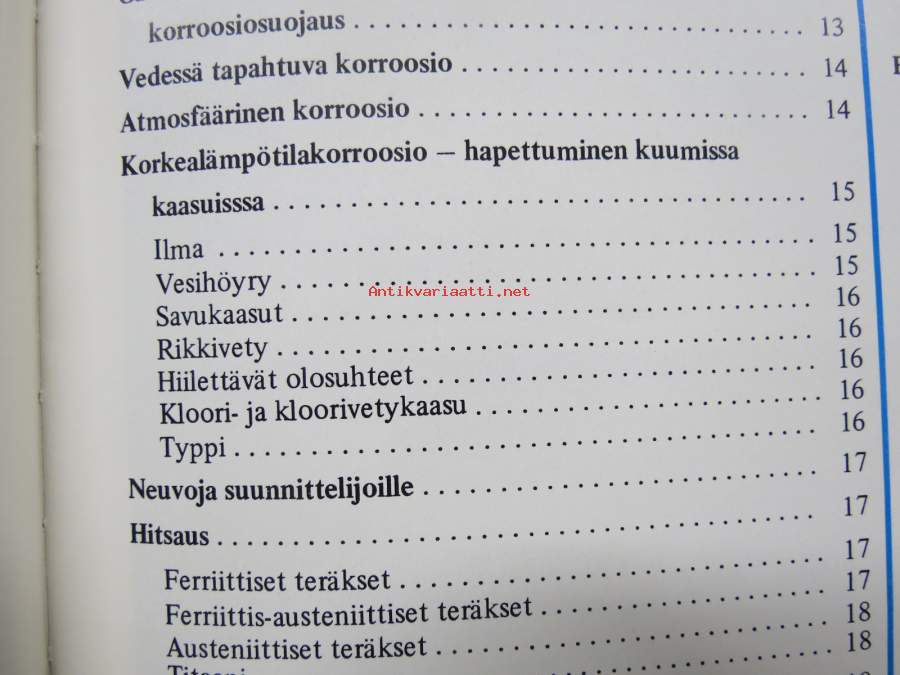 korroosiosuojaus . . . . . . . . . . . . . . . . . . . . . . . . . . . . . 13
Vedessä tapahtuva korroosio . . . . . . . . . . . . . . . . . . . . . . 14
Atmosfäärinen korroosio . . . . . . . . . . . . . . . . . . . . . . . . . 14
Korkealämpötilakorroosio — hapettuminen kuumissa
kaasuisssa . . . . . . . . . . . . . . . . . . . . . . . . . . . . . . . . . . . 15
Ilma . . . . . . . . . . . . . . . . . . . . . . . . . . . . . . . . . . . . . . . 15
Vesihöyry . . . . . . . . . . . . . . . . . . . . . . . . . . . . . . . . . . . 15
Antikvariaatti.net
Savukaasut . . . . . . . . . . . . . . . . . . . . . . . . . . . . . . . . . . 16
Rikkivety . . . . . . . . . . . . . . . . . . . . . . . . . . . . . . . . . . . 16
Hiilettävät olosuhteet . . . . . . . . . . . . . . . . . . . . . . . . . . 16
Kloori- ja kloorivetykaasu . . . . . . . . . . . . . . . . . . . . . . . 16
Typpi . . . . . . . . . . . . . . . . . . . . . . . . . . . . . . . . . . . . . . 16
Neuvoja suunnittelijoille . . . . . . . . . . . . . . . . . . . . . . . . . 17
Hitsaus . . . . . . . . . . . . . . . . . . . . . . . . . . . . . . . . . . . . . . 17
Ferriittiset teräkset . . . . . . . . . . . . . . . . . . . . . . . . . . . . 17
Ferriittis-austeniittiset teräkset . . . . . . . . . . . . . . . . . . . 17
Austeniittiset teräkset . . . . . . . . . . . . . . . . . . . . . . . . . . 18
Titaani . . . . . . . . . . . . . . . . . . . . . . . . . . . . . . . . . . . . . 18